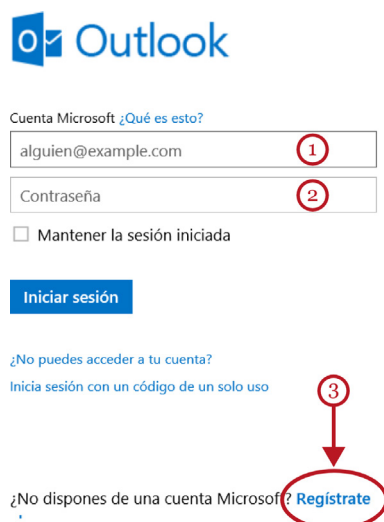 Outlook
Cuenta Microsoft ¿Qué es esto?
alguien@example.com 1
Contraseña 2
Mantener la sesión iniciada
Iniciar sesión
¿No puedes acceder a tu cuenta?
Inicia sesión con un código de un solo uso
3
¿No dispones de una cuenta Microsoft? Regístrate